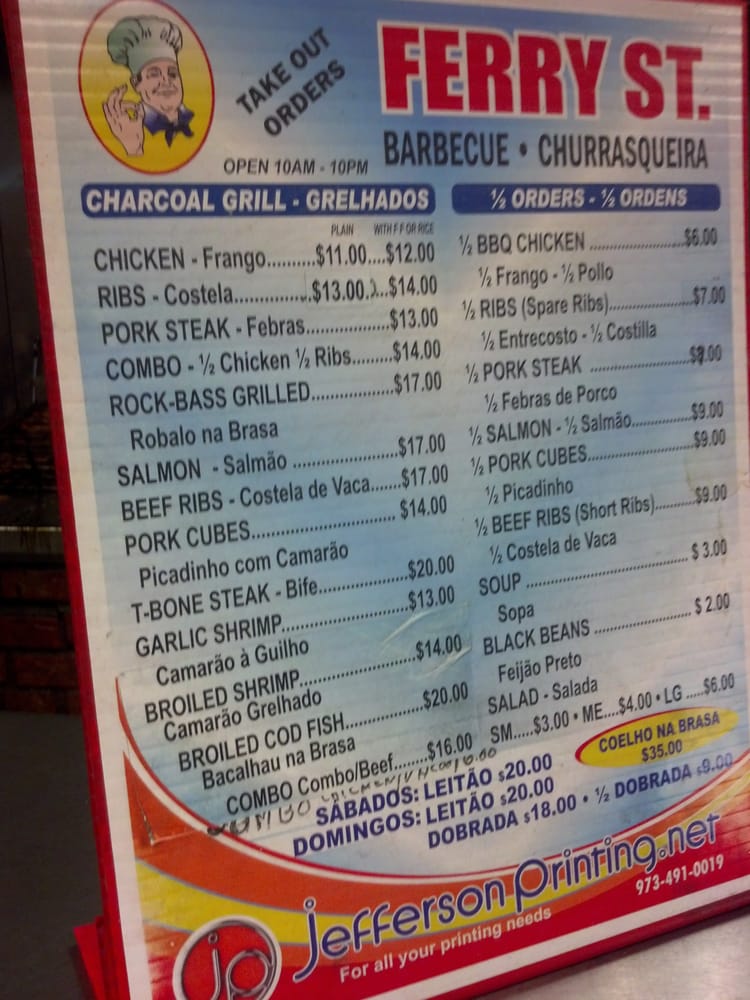 TAKE OUT
ORDERS
FERRY ST.
BARBECUE • CHURRASQUEIRA
OPEN 10AM - 10PM
CHARCOAL GRILL - GRELHADOS
PLAIN WITH F F OR RICE
CHICKEN - Frango..........$11.00....$12.00
RIBS - Costela...............$13.00...$14.00
PORK STEAK - Febras................$13.00
COMBO - ½ Chicken ½ Ribs........$14.00
ROCK-BASS GRILLED..................$17.00
Robalo na Brasa
SALMON - Salmão ......................$17.00
BEEF RIBS - Costela de Vaca.......$17.00
PORK CUBES............................. $14.00
Picadinho com Camarão
T-BONE STEAK - Bife..................$20.00
GARLIC SHRIMP.........................$13.00
Camarão à Guilho
BROILED SHRIMP.......................$14.00
Camarão Grelhado
BROILED COD FISH....................$20.00
Bacalhau na Brasa
COMBO Combo/Beef........$16.00
COMBO
½ ORDERS - ½ ORDENS
½ BBQ CHICKEN ....................$6.00
½ Frango - ½ Pollo
½ RIBS (Spare Ribs)..................$7.00
½ Entrecosto - ½ Costilla
½ PORK STEAK .....................$8.00
½ Febras de Porco
½ SALMON - ½ Salmão.............$9.00
½ PORK CUBES.......................$9.00
½ Picadinho
½ BEEF RIBS (Short Ribs)..........$9.00
½ Costela de Vaca
SOUP ................................... $ 3.00
Sopa
BLACK BEANS ..................... $ 2.00
Feijão Preto
SALAD - Salada
SM.....$3.00 • ME....$4.00 • LG .....$6.00
COELHO NA BRASA
$35.00
SÁBADOS: LEITÃO $20.00
DOMINGOS: LEITÃO $20.00
DOBRADA $18.00 • ½ DOBRADA $9.00
jp
Jefferson Printing.net
973-491-0019
For all your printing needs